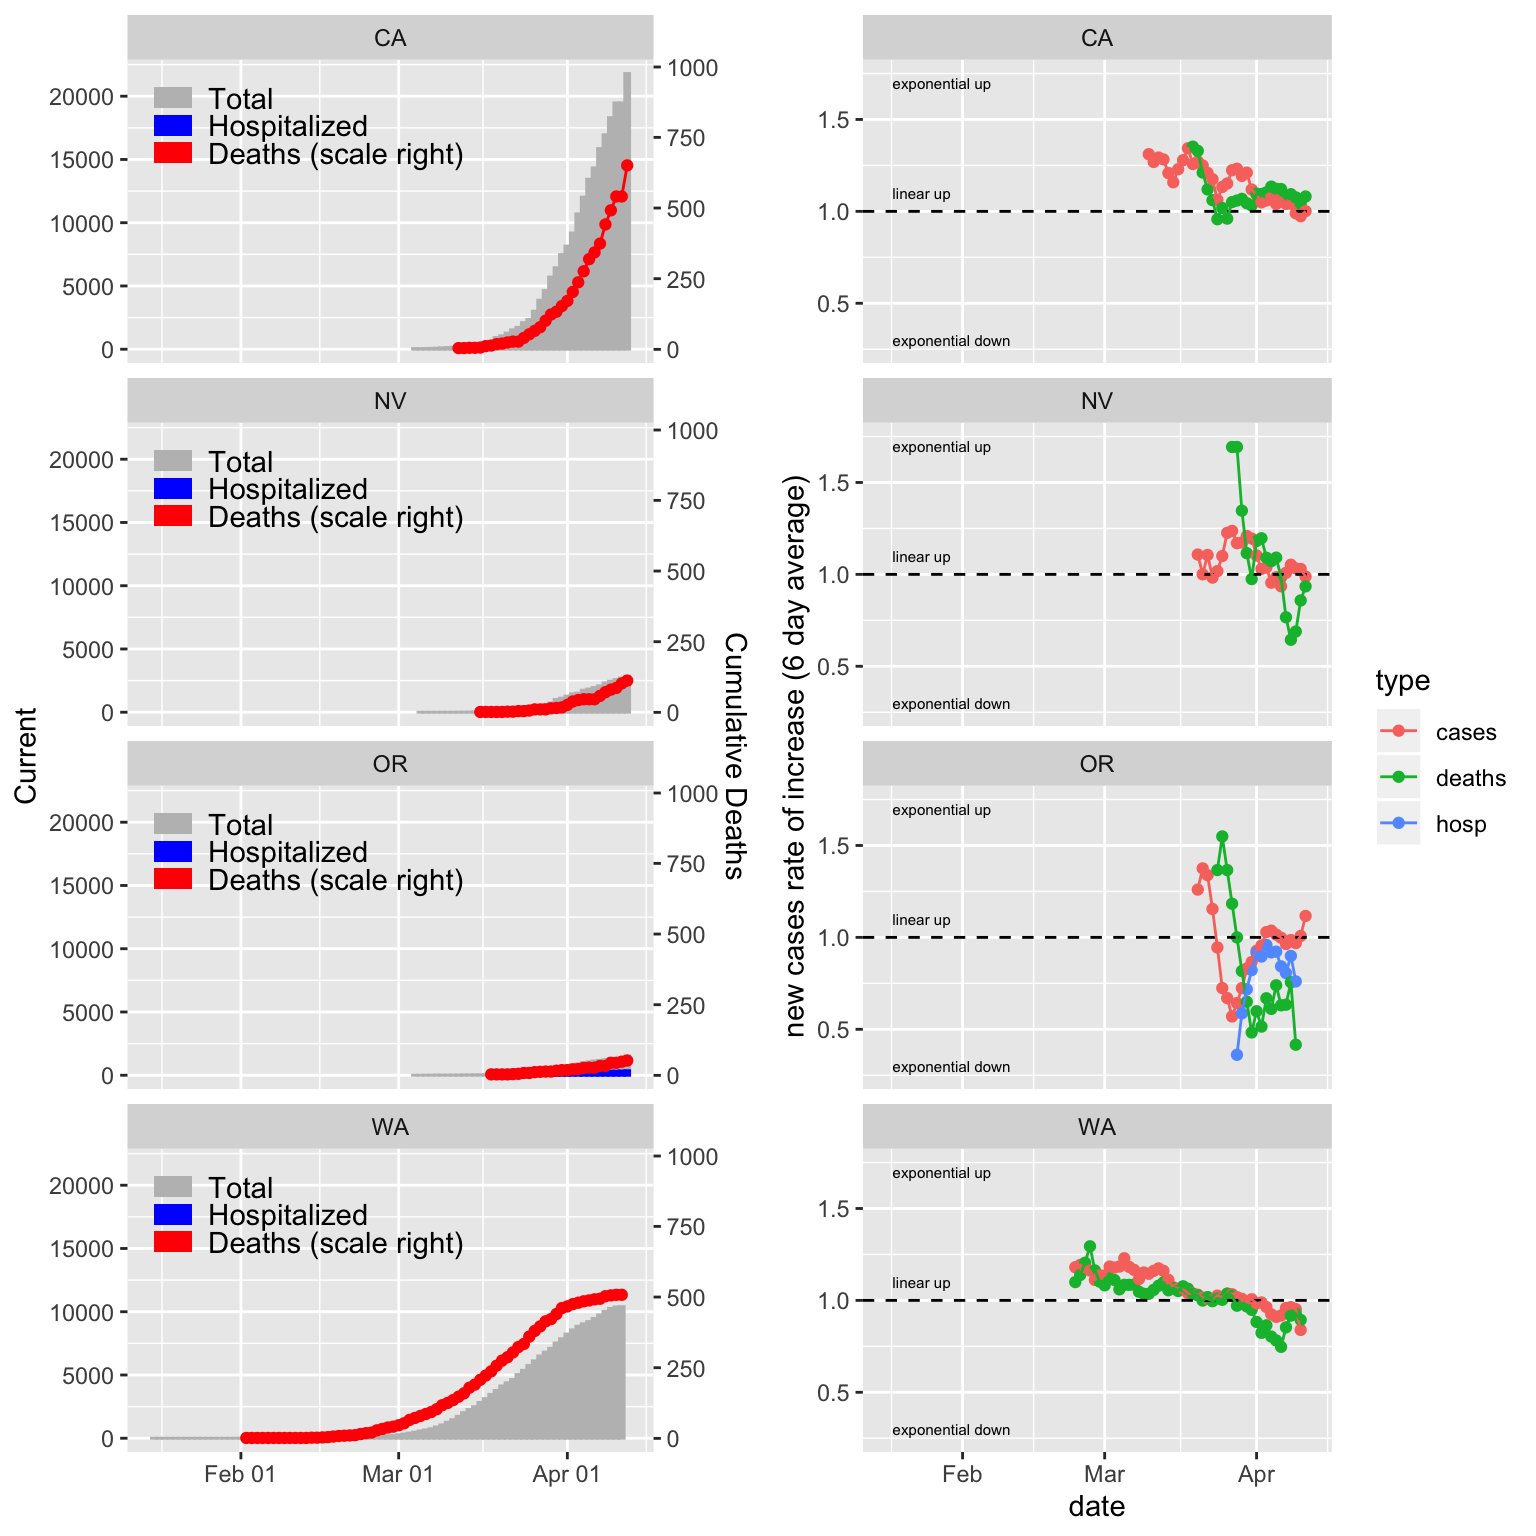 CA
20000
15000
10000
5000
0
Total
Hospitalized
Deaths (scale right)
1000
750
500
250
0
NV
20000
15000
10000
5000
0
Total
Hospitalized
Deaths (scale right)
1000
750
500
250
0
OR
20000
15000
10000
5000
0
Total
Hospitalized
Deaths (scale right)
1000
750
500
250
0
WA
20000
15000
10000
5000
0
Total
Hospitalized
Deaths (scale right)
1000
750
500
250
0
Feb 01
Mar 01
Apr 01
Current
Cumulative Deaths
CA
1.5
1.0
0.5
exponential up
linear up
exponential down
NV
1.5
1.0
0.5
exponential up
linear up
exponential down
OR
1.5
1.0
0.5
exponential up
linear up
exponential down
WA
1.5
1.0
0.5
exponential up
linear up
exponential down
Feb
Mar
Apr
date
new cases rate of increase (6 day average)
type
cases
deaths
hosp